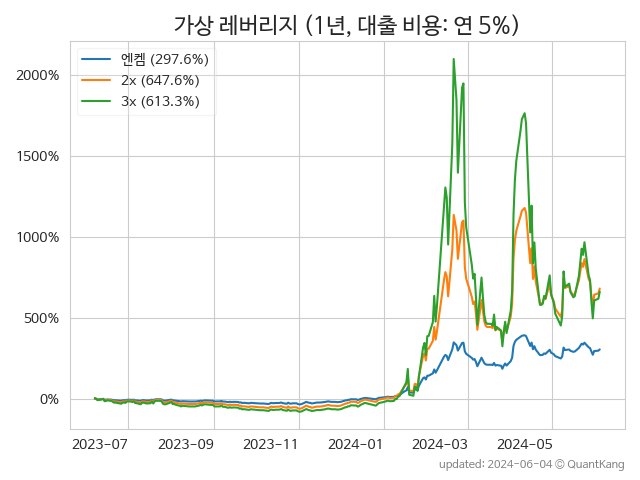 가상 레버리지 (1년, 대출 비용: 연 5%)
엔켐 (297.6%)
2x (647.6%)
3x (613.3%)
2000%
1500%
1000%
500%
0%
2023-07 2023-09 2023-11 2024-01 2024-03 2024-05
updated: 2024-06-04 © QuantKang